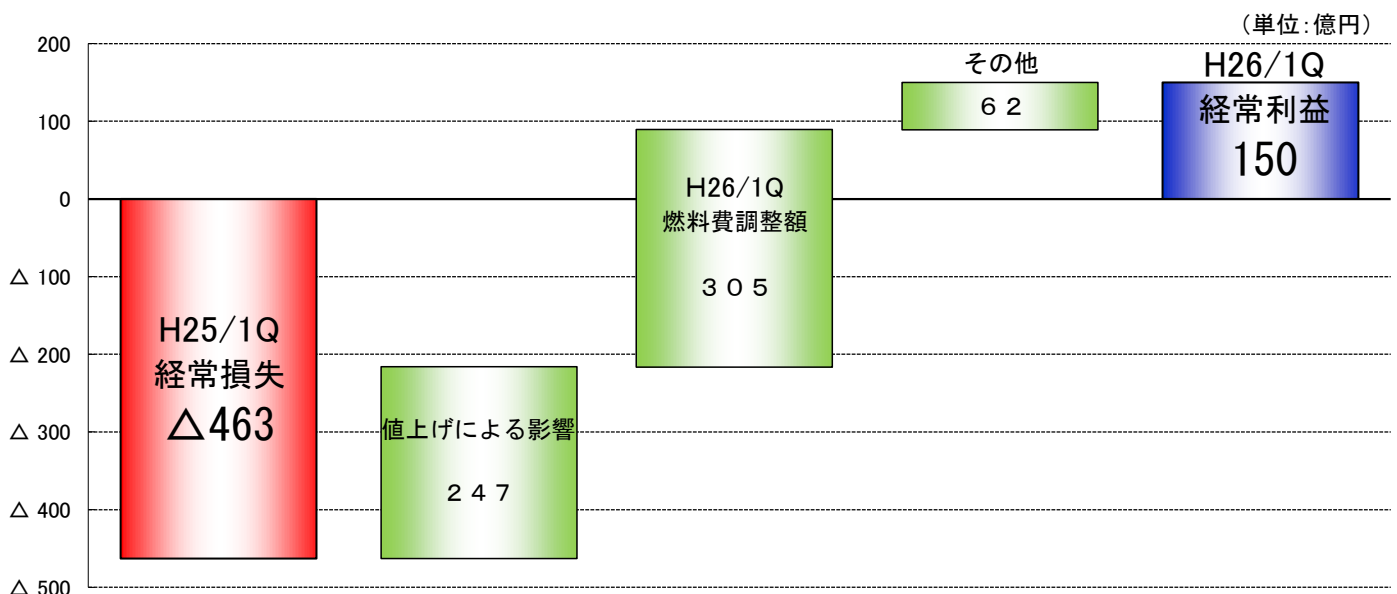 (単位:億円)
200
100
0
△ 100
△ 200
△ 300
△ 400
△ 500
H25/1Q
経常損失
△463
値上げによる影響
２４７
H26/1Q
燃料費調整額
３０５
その他
６２
H26/1Q
経常利益
150